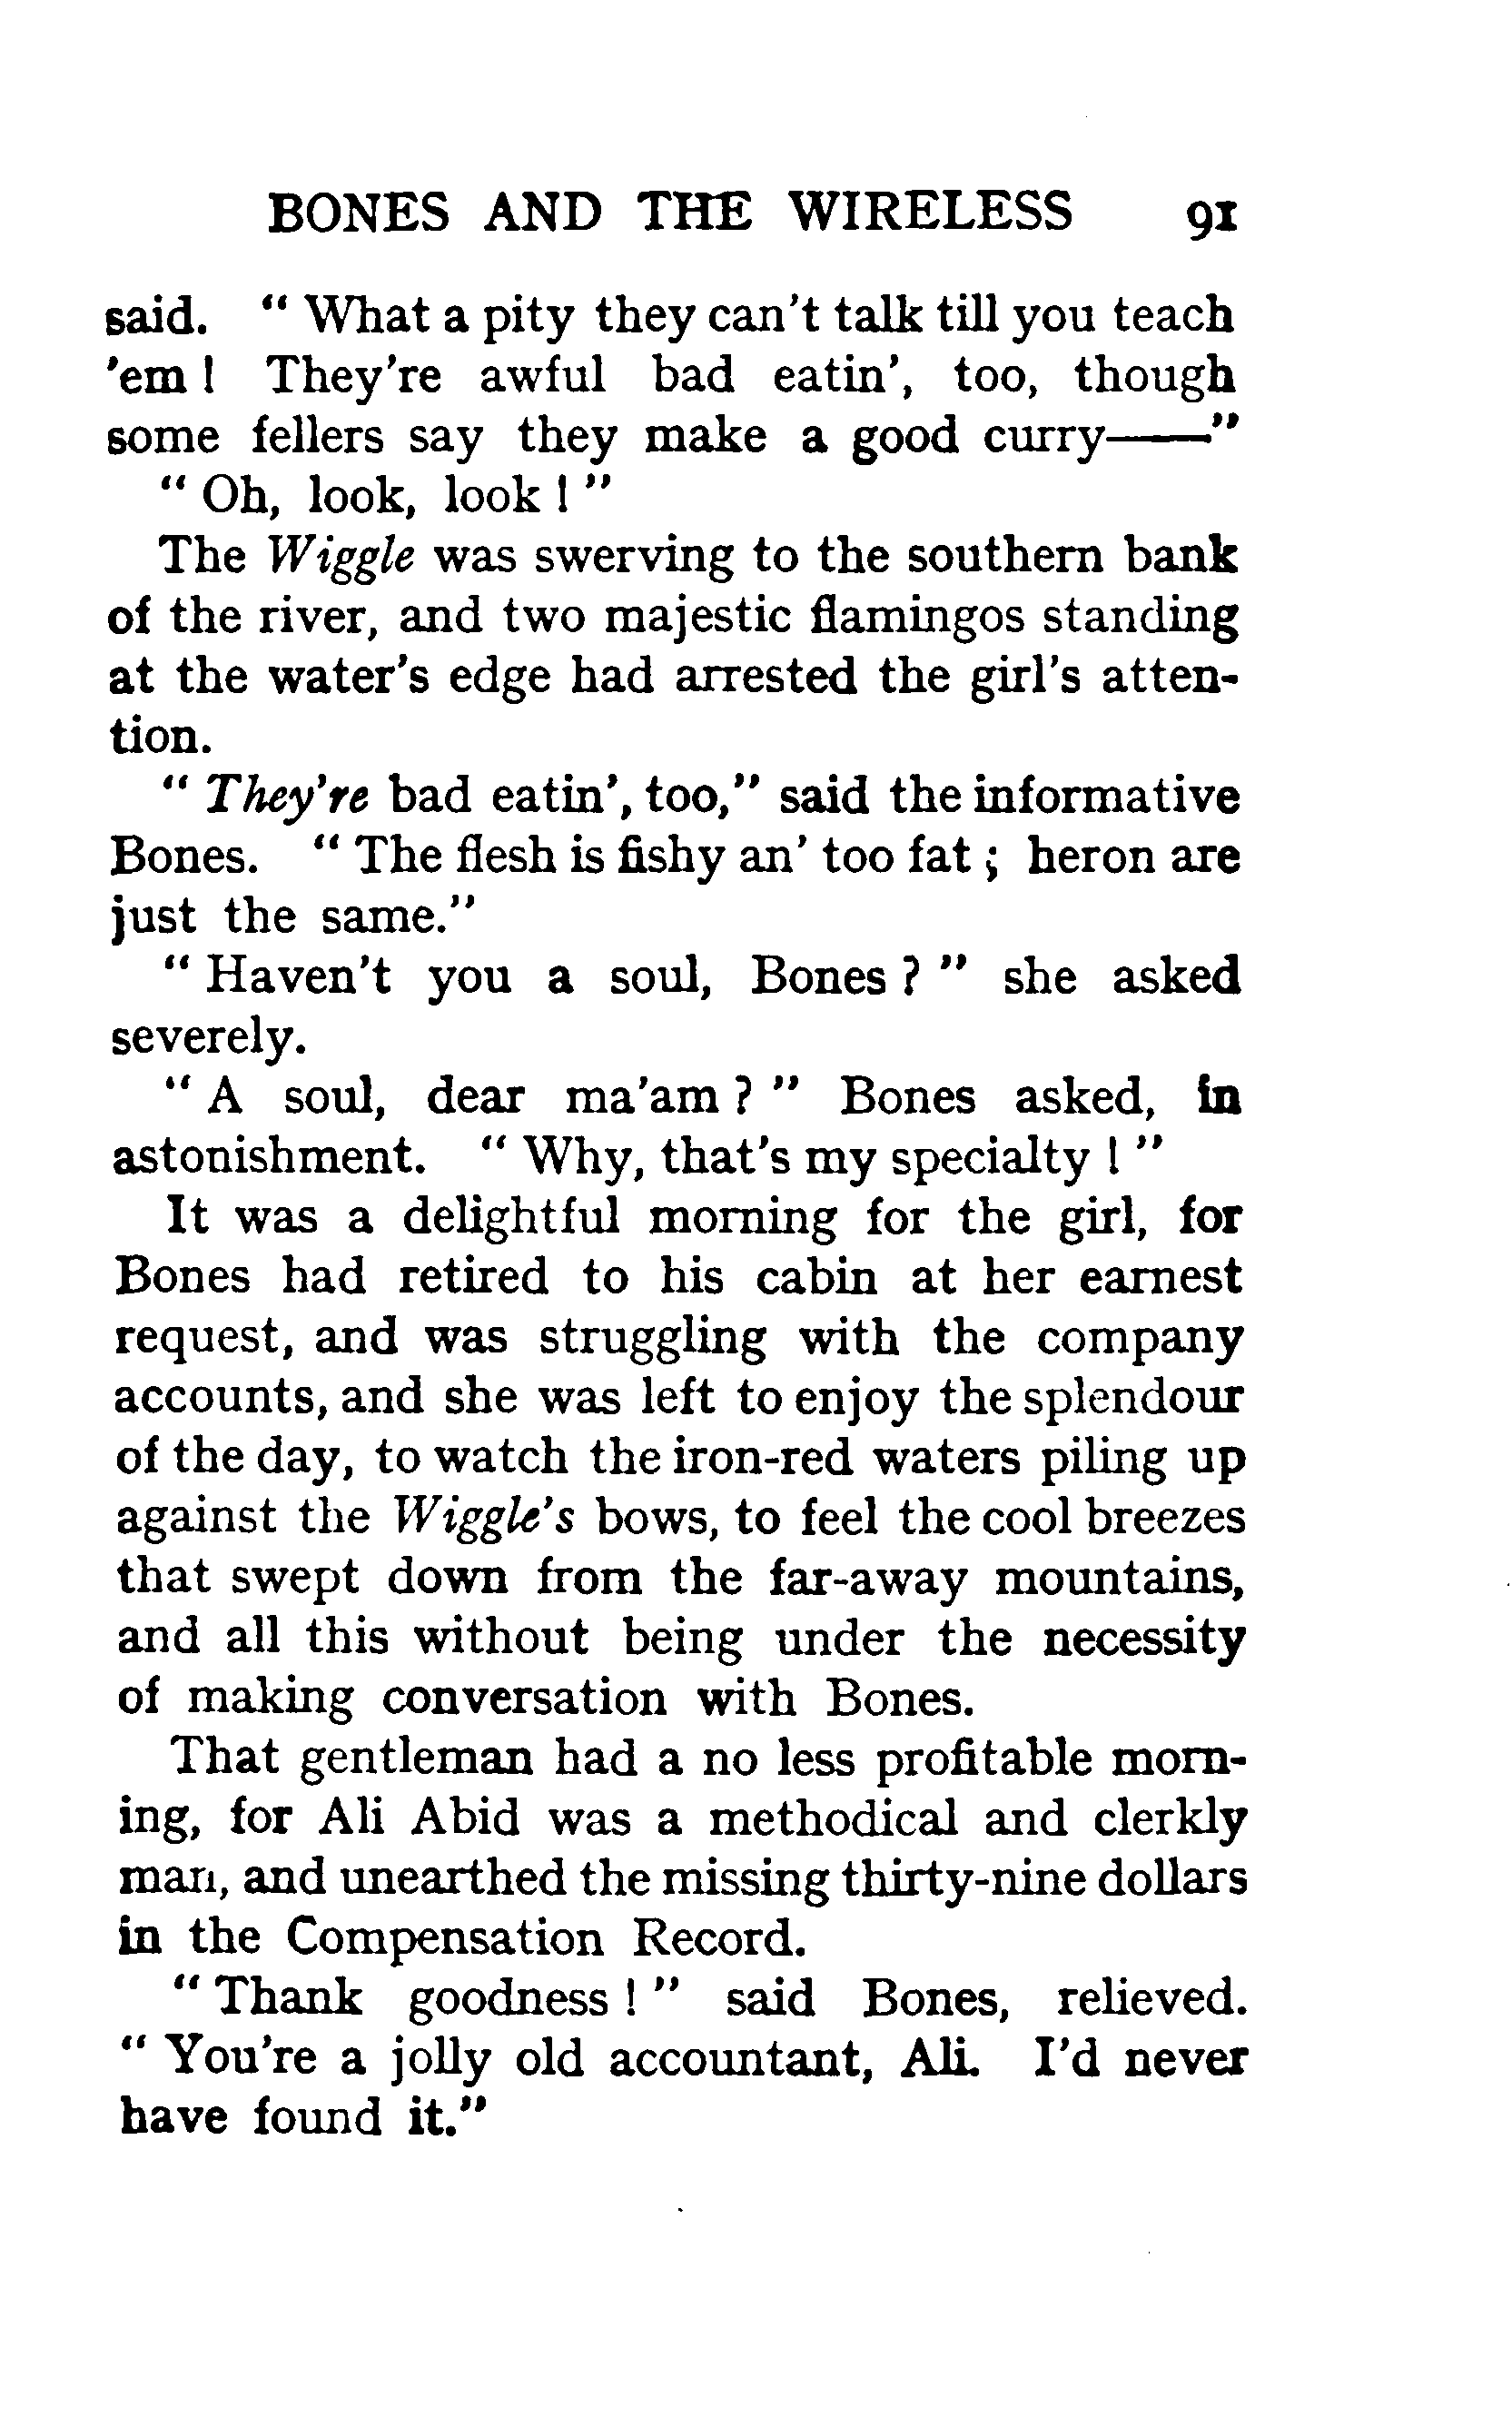 BONES AND THE WIRELESS 91
said. " What a pity they can't talk till you teach
'em ! They're awful bad eatin', too, though
some fellers say they make a good curry——"
" Oh, look, look ! "
The Wiggle was swerving to the southern bank
of the river, and two majestic flamingos standing
at the water's edge had arrested the girl's atten-
tion.
" They're bad eatin', too," said the informative
Bones. " The flesh is fishy an' too fat ; heron are
just the same."
" Haven't you a soul, Bones ? " she asked
severely.
" A soul, dear ma'am ? " Bones asked, in
astonishment. " Why, that's my specialty ! "
It was a delightful morning for the girl, for
Bones had retired to his cabin at her earnest
request, and was struggling with the company
accounts, and she was left to enjoy the splendour
of the day, to watch the iron-red waters piling up
against the Wiggle's bows, to feel the cool breezes
that swept down from the far-away mountains,
and all this without being under the necessity
of making conversation with Bones.
That gentleman had a no less profitable morn-
ing, for Ali Abid was a methodical and clerkly
man, and unearthed the missing thirty-nine dollars
in the Compensation Record.
" Thank goodness ! " said Bones, relieved.
" You're a jolly old accountant, Ali. I'd never
have found it."